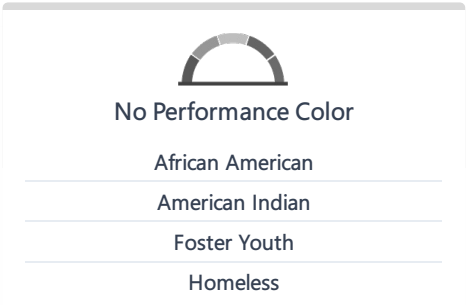 No Performance Color
African American
American Indian
Foster Youth
Homeless